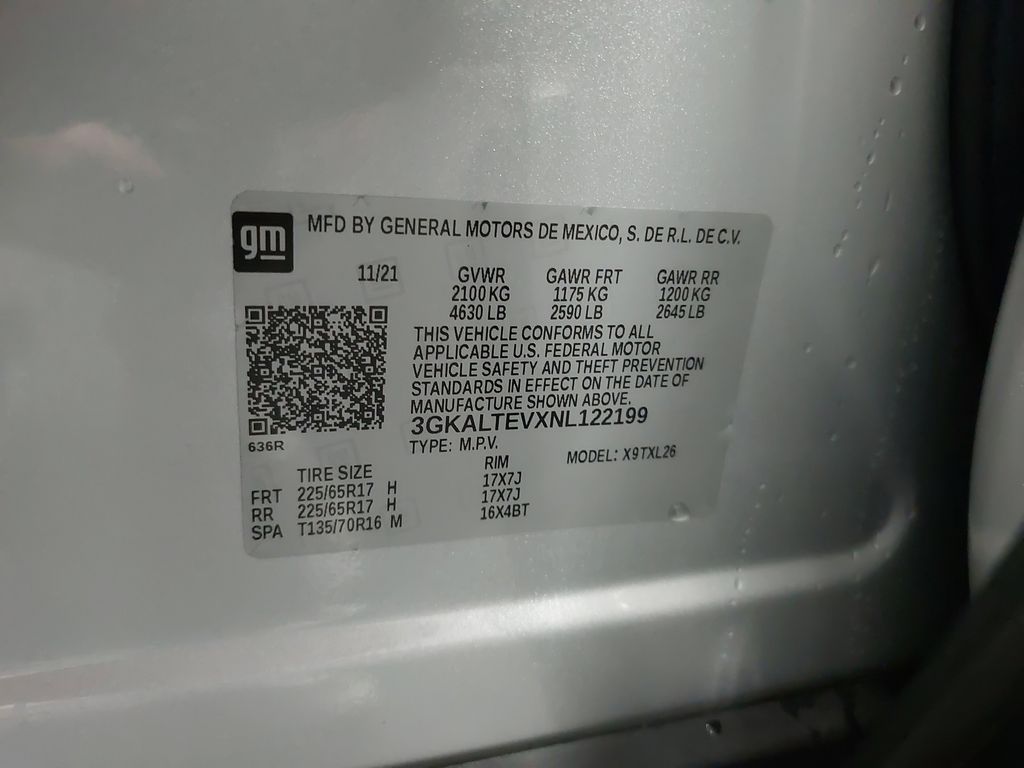 gm
MFD BY GENERAL MOTORS DE MEXICO, S. DE R.L. DE C.V.
11/21 GVWR GAWR FRT GAWR RR
2100 KG 1175 KG 1200 KG
4630 LB 2590 LB 2645 LB
THIS VEHICLE CONFORMS TO ALL
APPLICABLE U.S. FEDERAL MOTOR
VEHICLE SAFETY AND THEFT PREVENTION
STANDARDS IN EFFECT ON THE DATE OF
MANUFACTURE SHOWN ABOVE.
3GKALTEVXNL122199
636R
TYPE: M.P.V. MODEL: X9TXL26
TIRE SIZE RIM
FRT 225/65R17 H 17X7J
RR 225/65R17 H 17X7J
SPA T135/70R16 M 16X4BT